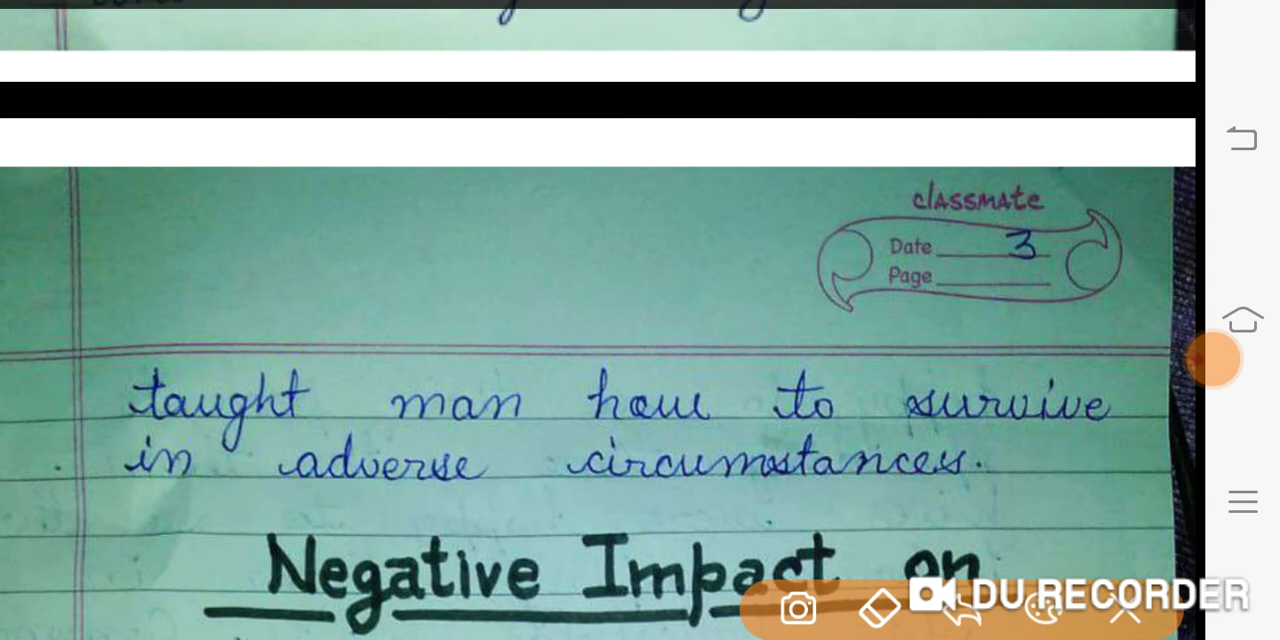 classmate
Date 3
Page
taught man how to survive
in adverse circumstances.
Negative Impact on
DU RECORDER